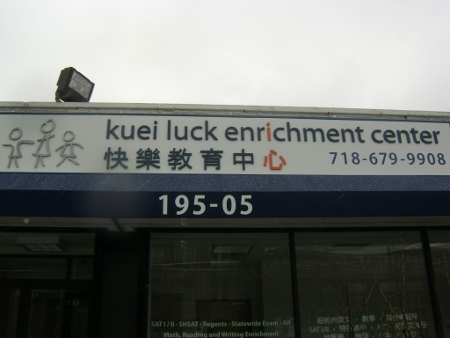 kuei luck enrichment center
快樂教育中心 718-679-9908
195-05
SAT I / II - SHSAT - Regents - Statewide Exam
Math, Reading and Writing Enrichment